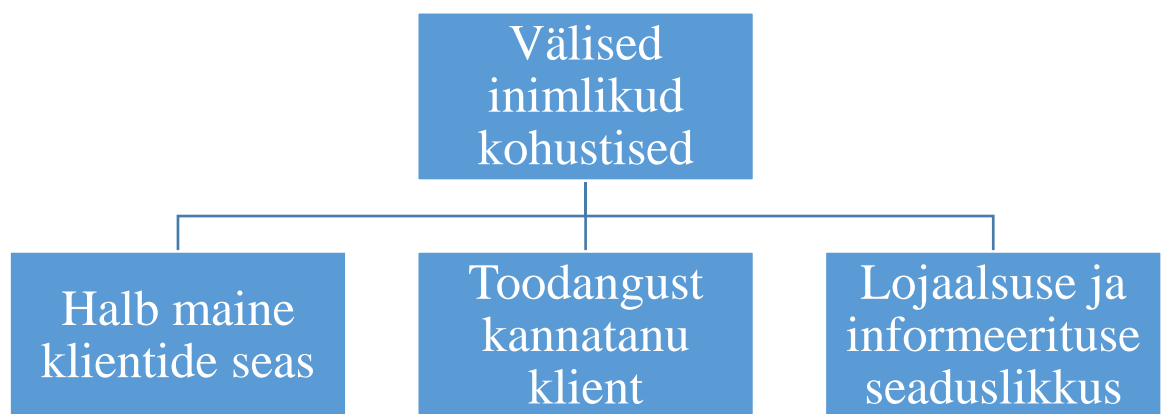 Välised
inimlikud
kohustised
Halb maine
klientide seas
Toodangust
kannatanu
klient
Lojaalsuse ja
informeerituse
seaduslikkus